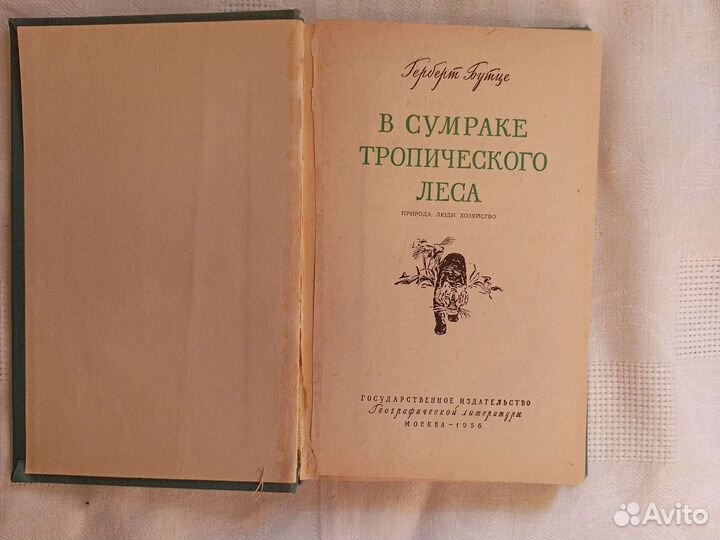 Герберт Бутце
В СУМРАКЕ
ТРОПИЧЕСКОГО
ЛЕСА
ПРИРОДА. ЛЮДИ. ХОЗЯЙСТВО
ГОСУДАРСТВЕННОЕ ИЗДАТЕЛЬСТВО
Географической литературы
МОСКВА – 1956
Avito